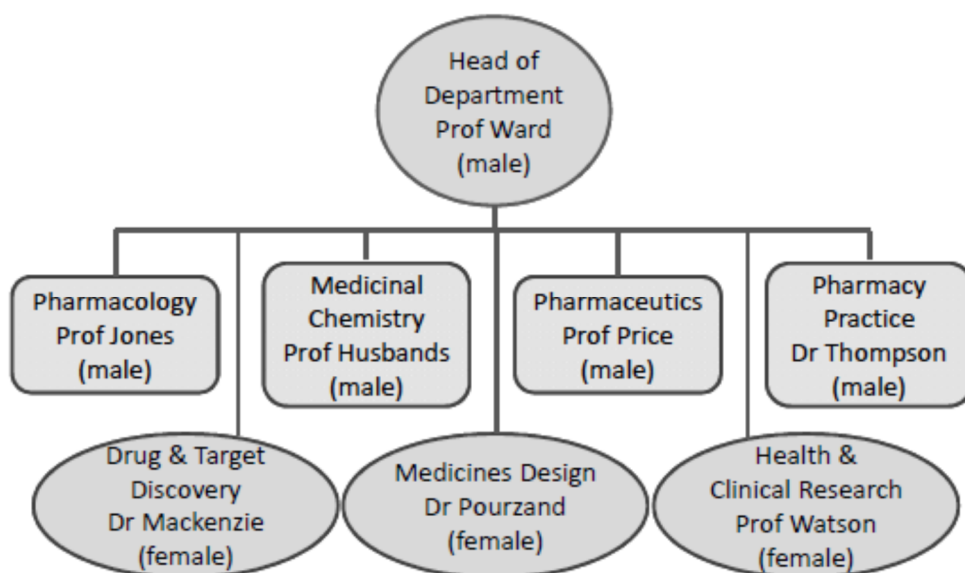 Head of
Department
Prof Ward
(male)
Pharmacology
Prof Jones
(male)
Medicinal
Chemistry
Prof Husbands
(male)
Pharmaceutics
Prof Price
(male)
Pharmacy
Practice
Dr Thompson
(male)
Drug & Target
Discovery
Dr Mackenzie
(female)
Medicines Design
Dr Pourzand
(female)
Health &
Clinical Research
Prof Watson
(female)